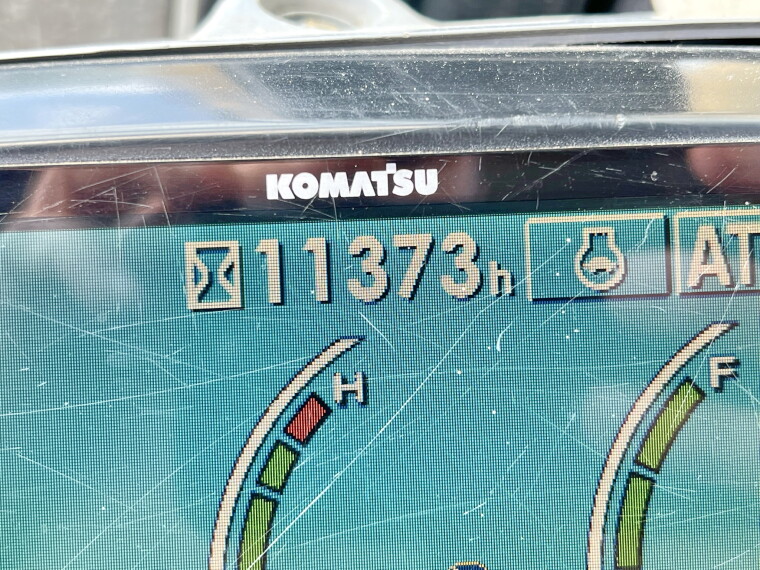 KOMATSU
11373h
AT
H
F